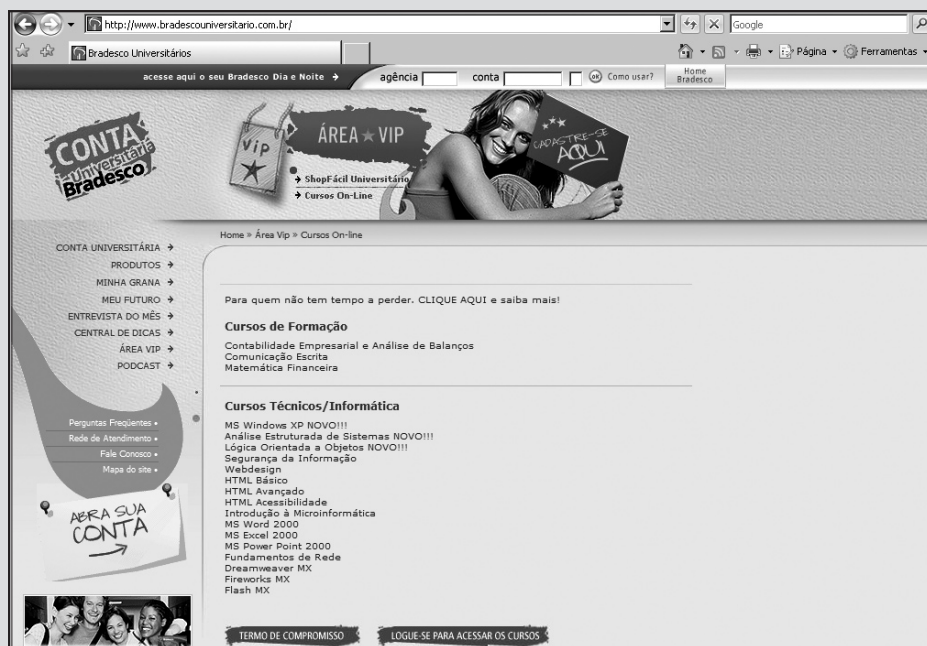 http://www.bradescouniversitario.com.br/
Google
Bradesco Universitários
Página
Ferramentas
acesse aqui o seu Bradesco Dia e Noite
agência
conta
ok
Como usar?
Home
Bradesco
CONTA
Universitária
Bradesco
vip
ÁREA★VIP
ShopFácil Universitário
Cursos On-Line
CADASTRE-SE
AQUI
Home » Área Vip » Cursos On-line
CONTA UNIVERSITÁRIA
PRODUTOS
MINHA GRANA
MEU FUTURO
ENTREVISTA DO MÊS
CENTRAL DE DICAS
ÁREA VIP
PODCAST
Perguntas Freqüentes •
Rede de Atendimento •
Fale Conosco •
Mapa do site •
ABRA SUA
CONTA
Para quem não tem tempo a perder. CLIQUE AQUI e saiba mais!
Cursos de Formação
Contabilidade Empresarial e Análise de Balanços
Comunicação Escrita
Matemática Financeira
Cursos Técnicos/Informática
MS Windows XP NOVO!!!
Análise Estruturada de Sistemas NOVO!!!
Lógica Orientada a Objetos NOVO!!!
Segurança da Informação
Webdesign
HTML Básico
HTML Avançado
HTML Acessibilidade
Introdução à Microinformática
MS Word 2000
MS Excel 2000
MS Power Point 2000
Fundamentos de Rede
Dreamweaver MX
Fireworks MX
Flash MX
TERMO DE COMPROMISSO
LOGUE-SE PARA ACESSAR OS CURSOS